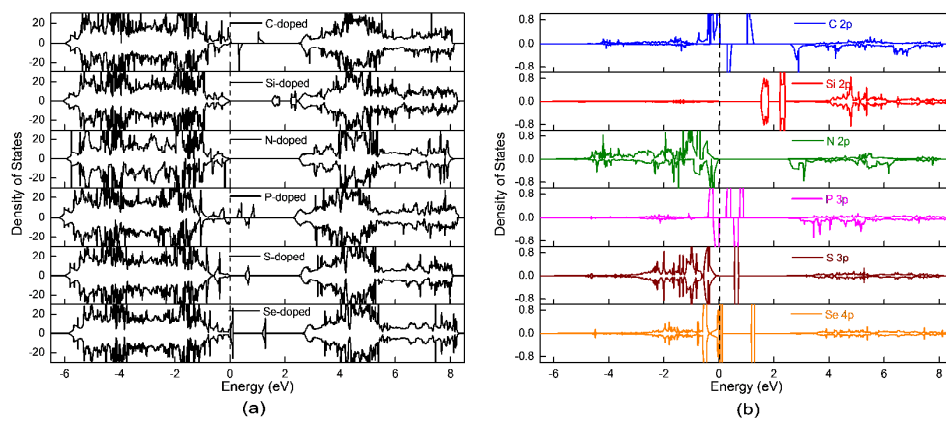 20
0
-20
C-doped
20
0
-20
Si-doped
20
0
-20
N-doped
20
0
-20
P-doped
20
0
-20
S-doped
20
0
-20
Se-doped
Density of States
-6 -4 -2 0 2 4 6 8
Energy (eV)
(a)
0.8
0.0
-0.8
C 2p
0.8
0.0
-0.8
Si 2p
0.8
0.0
-0.8
N 2p
0.8
0.0
-0.8
P 3p
0.8
0.0
-0.8
S 3p
0.8
0.0
-0.8
Se 4p
Density of States
-6 -4 -2 0 2 4 6 8
Energy (eV)
(b)